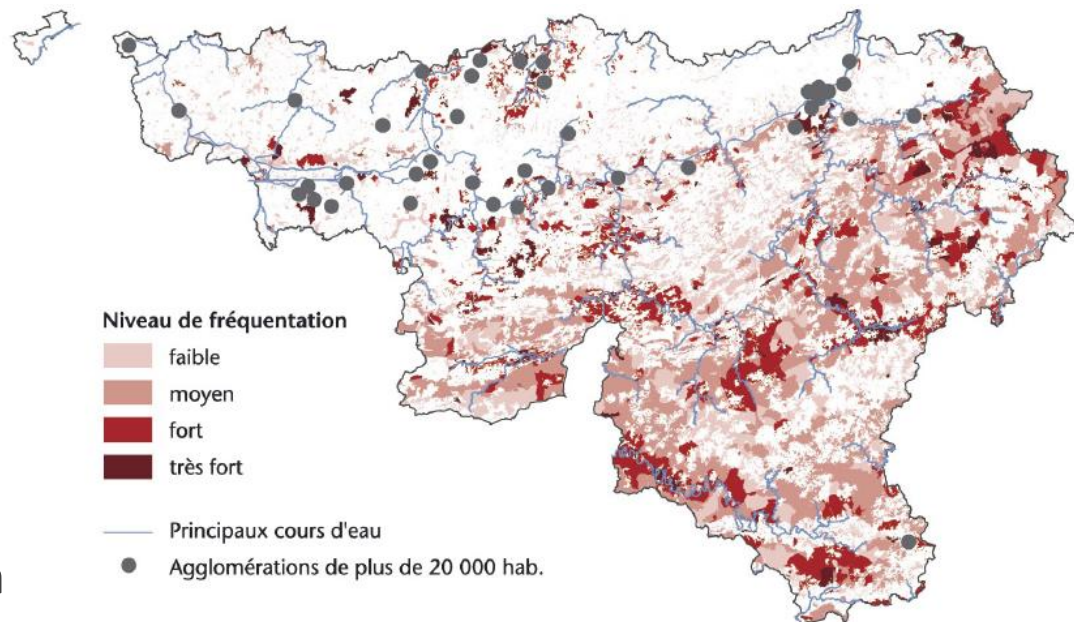 Niveau de fréquentation
faible
moyen
fort
très fort
Principaux cours d'eau
Agglomérations de plus de 20 000 hab.